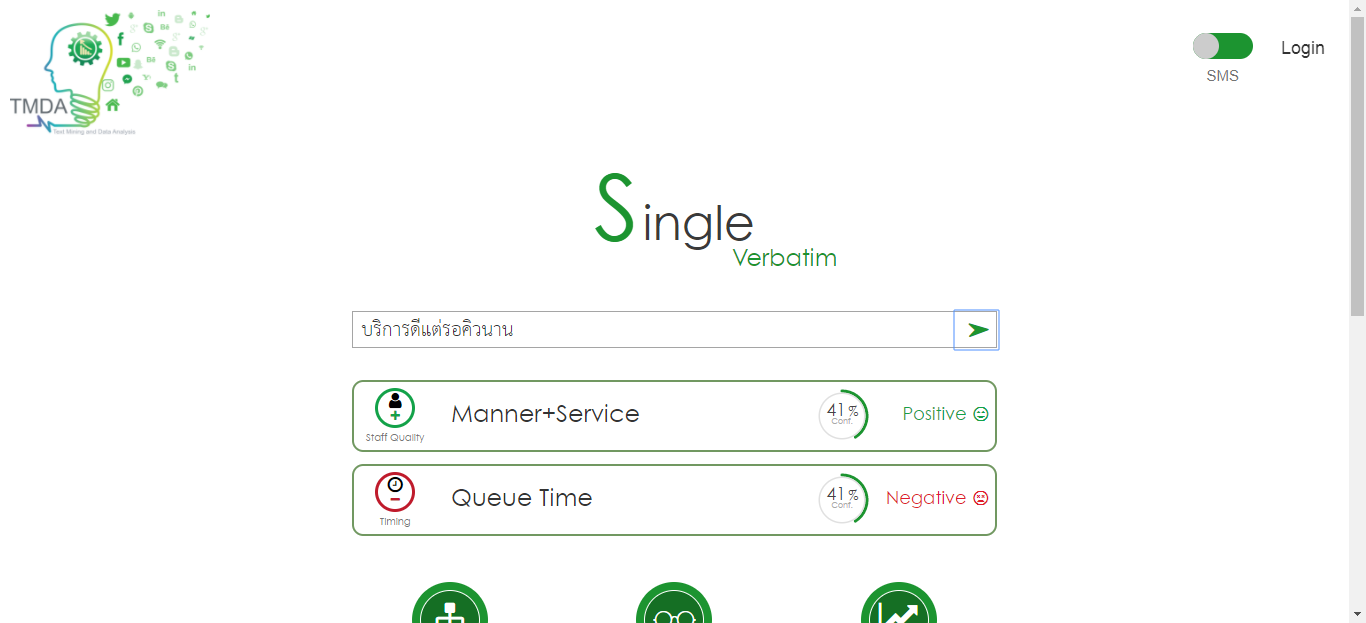 TMDA
Text Mining and Data Analysis
SMS
Login
Single
Verbatim
บริการดีแต่รอคิวนาน
Staff Quality
Manner+Service
41 %
Conf.
Positive
Timing
Queue Time
41 %
Conf.
Negative